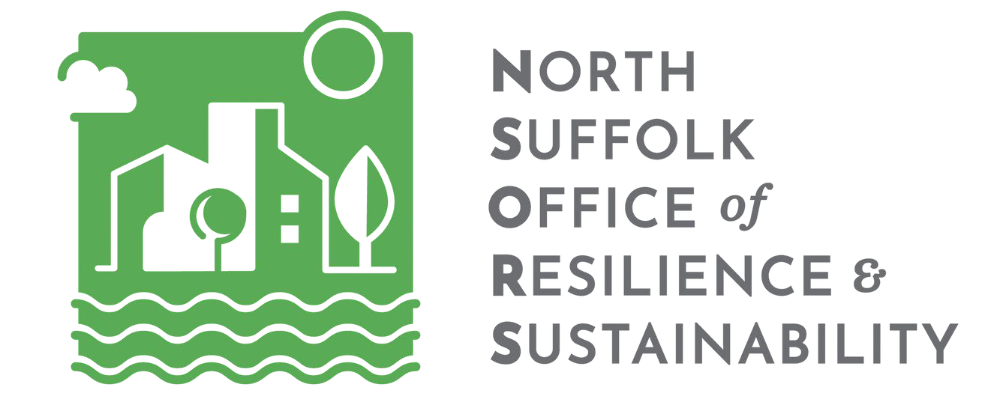 NORTH
SUFFOLK
OFFICE of
RESILIENCE &
SUSTAINABILITY